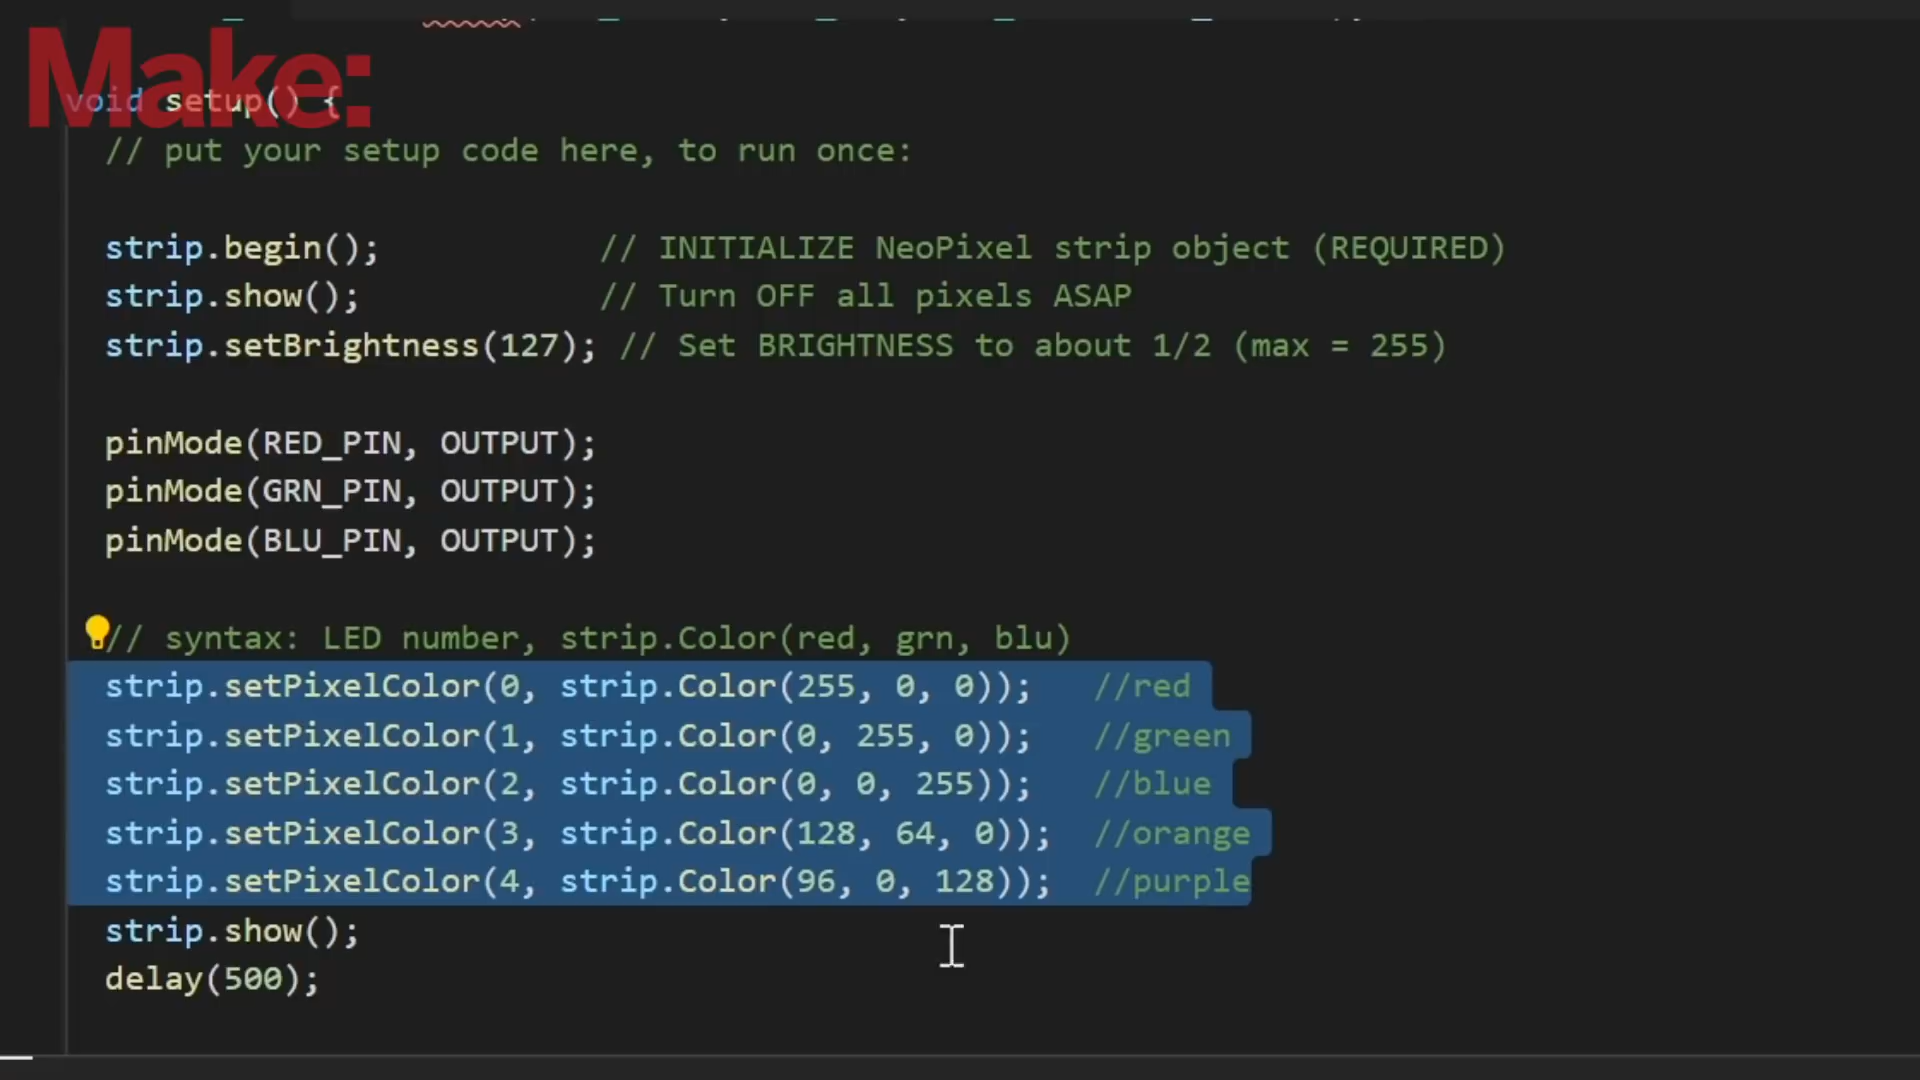 Make:
void setup() {
// put your setup code here, to run once:
strip.begin(); // INITIALIZE NeoPixel strip object (REQUIRED)
strip.show(); // Turn OFF all pixels ASAP
strip.setBrightness(127); // Set BRIGHTNESS to about 1/2 (max = 255)
pinMode(RED_PIN, OUTPUT);
pinMode(GRN_PIN, OUTPUT);
pinMode(BLU_PIN, OUTPUT);
// syntax: LED number, strip.Color(red, grn, blu)
strip.setPixelColor(0, strip.Color(255, 0, 0)); //red
strip.setPixelColor(1, strip.Color(0, 255, 0)); //green
strip.setPixelColor(2, strip.Color(0, 0, 255)); //blue
strip.setPixelColor(3, strip.Color(128, 64, 0)); //orange
strip.setPixelColor(4, strip.Color(96, 0, 128)); //purple
strip.show();
delay(500);